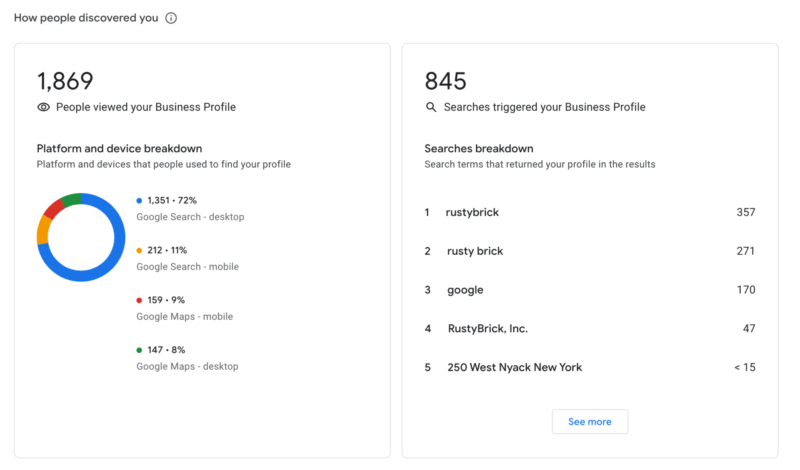 How people discovered you
1,869
People viewed your Business Profile
Platform and device breakdown
Platform and devices that people used to find your profile
1,351 • 72%
Google Search - desktop
212 • 11%
Google Search - mobile
159 • 9%
Google Maps - mobile
147 • 8%
Google Maps - desktop
845
Searches triggered your Business Profile
Searches breakdown
Search terms that returned your profile in the results
1 rustybrick 357
2 rusty brick 271
3 google 170
4 RustyBrick, Inc. 47
5 250 West Nyack New York < 15
See more